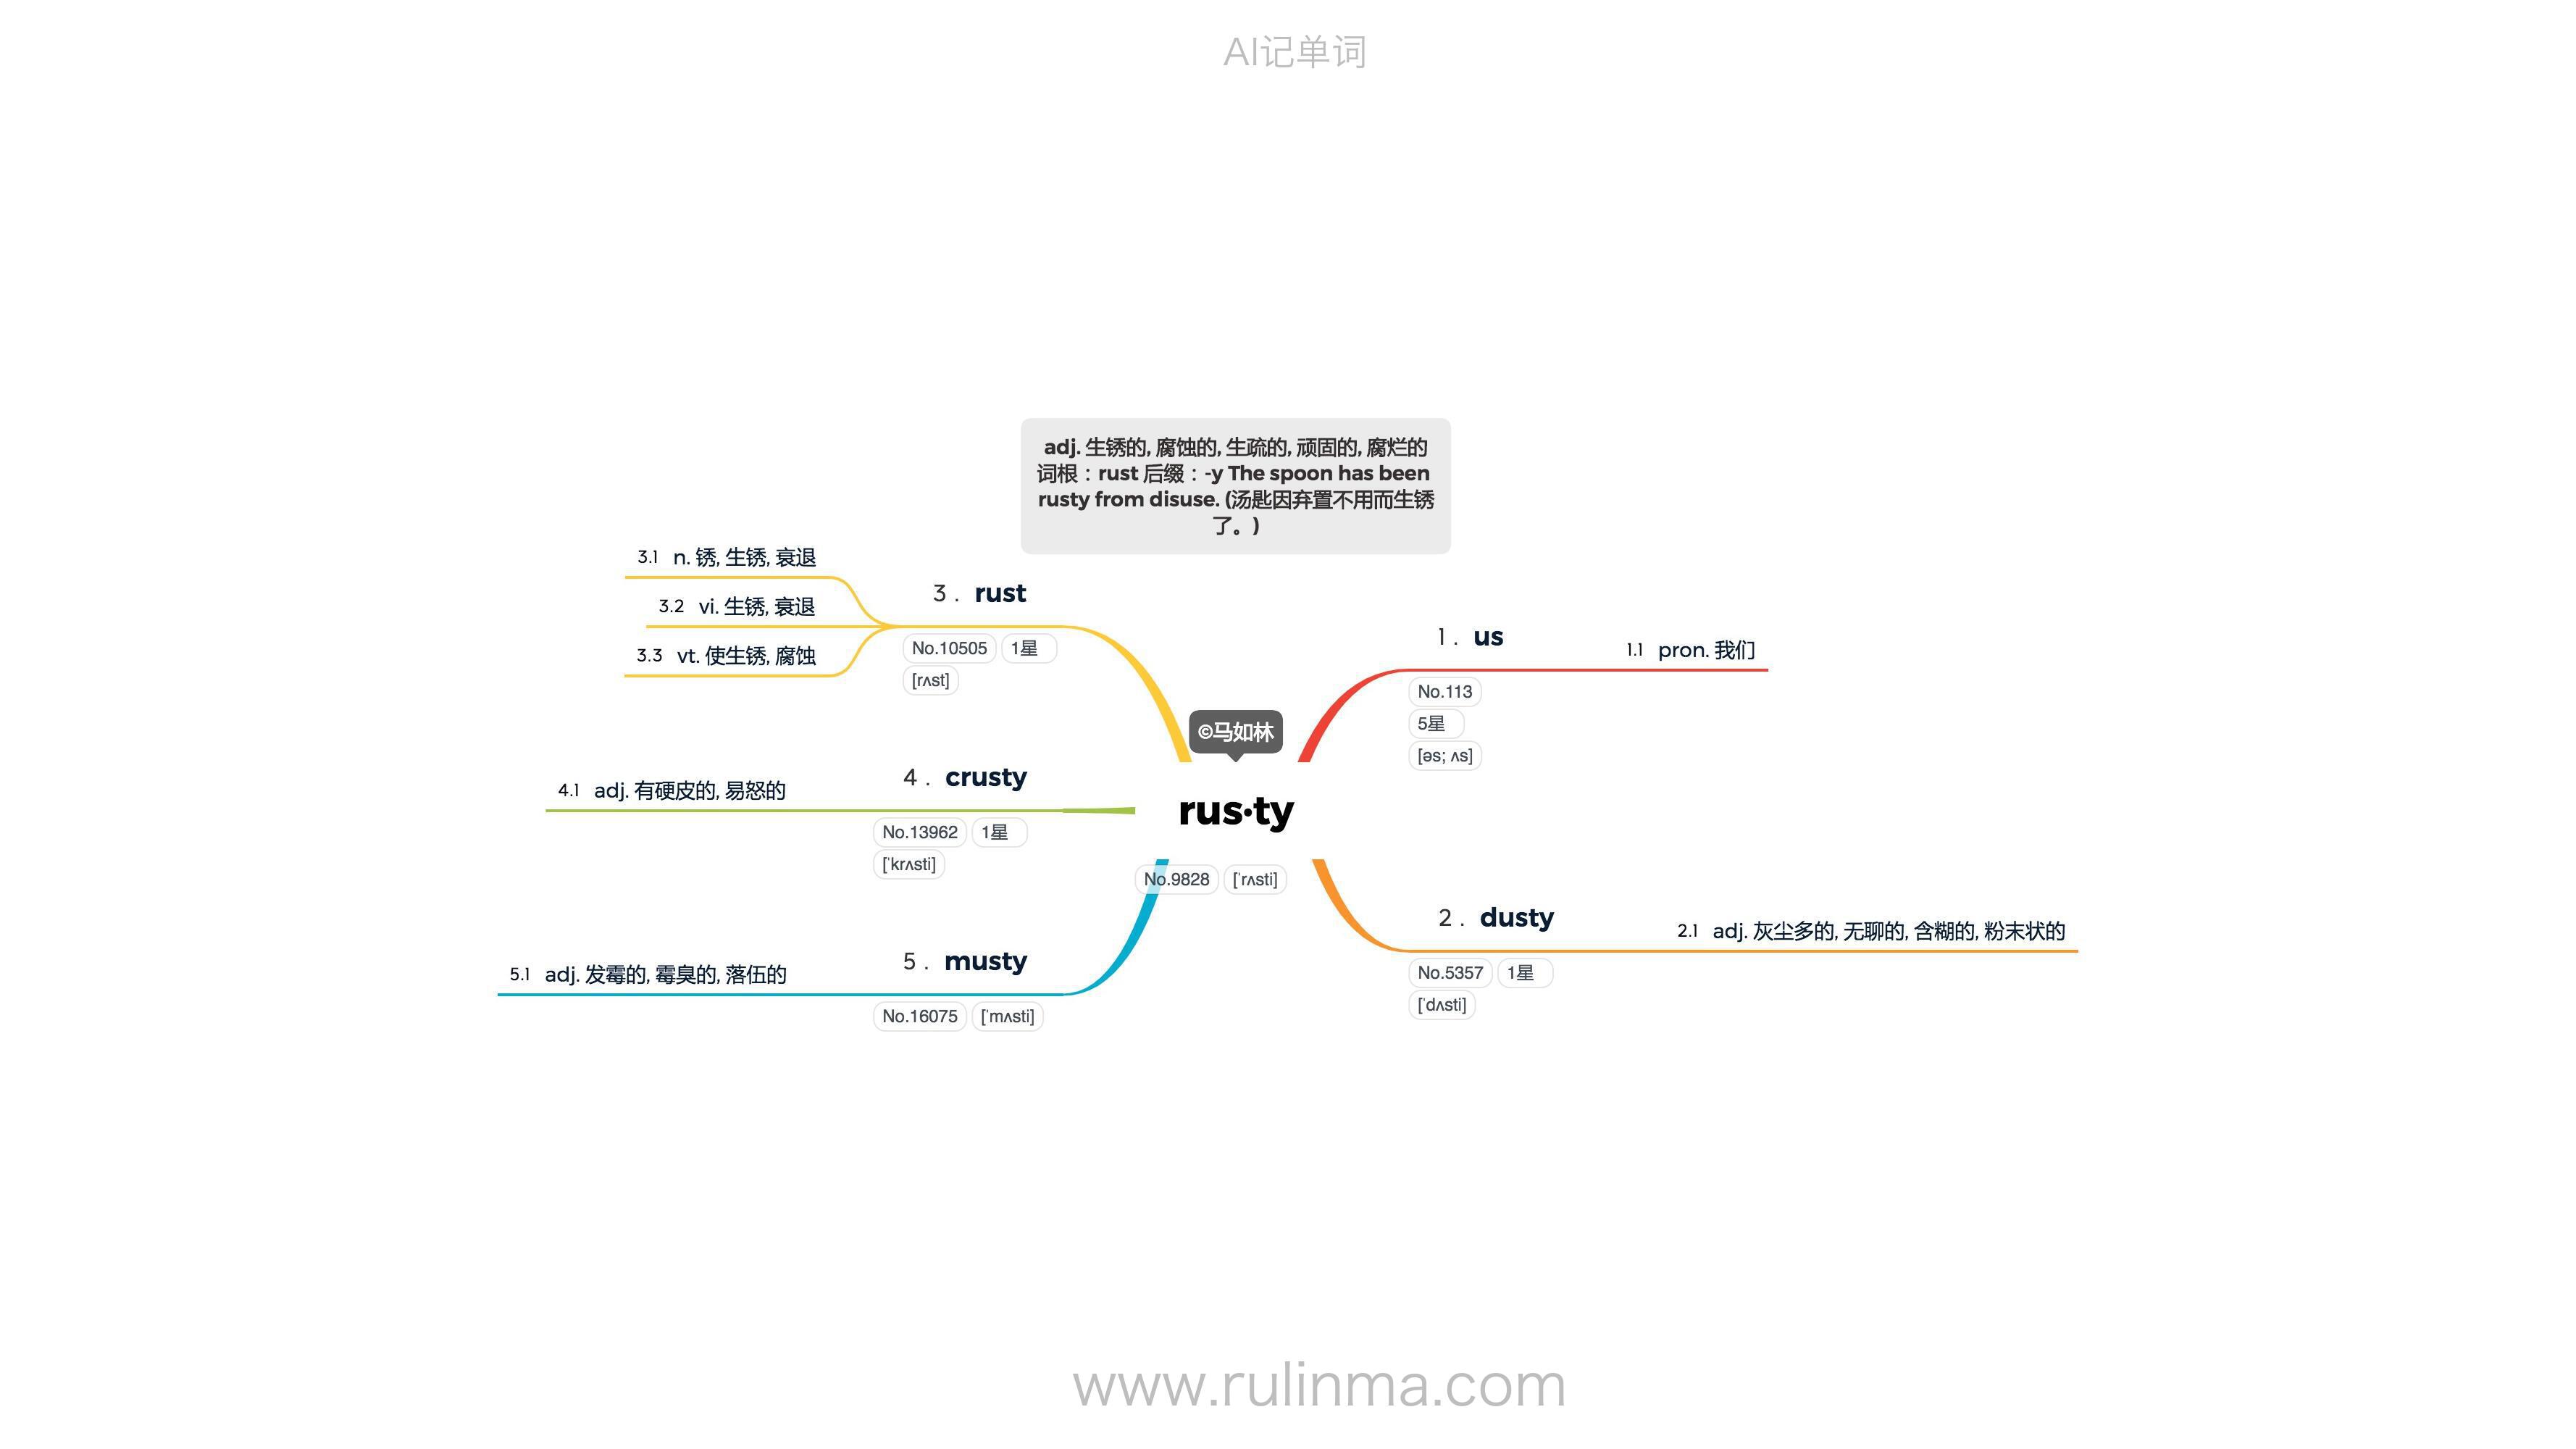 AI记单词
adj. 生锈的, 腐蚀的, 生疏的, 顽固的, 腐烂的
词根：rust 后缀：-y The spoon has been
rusty from disuse. (汤匙因弃置不用而生锈
了。)
©马如林
rus·ty
No.9828 [ˈrʌsti]
1. us
No.113
5星
[əs; ʌs]
1.1 pron. 我们
2. dusty
No.5357 1星
[ˈdʌsti]
2.1 adj. 灰尘多的, 无聊的, 含糊的, 粉末状的
3. rust
No.10505 1星
[rʌst]
3.1 n. 锈, 生锈, 衰退
3.2 vi. 生锈, 衰退
3.3 vt. 使生锈, 腐蚀
4. crusty
No.13962 1星
[ˈkrʌsti]
4.1 adj. 有硬皮的, 易怒的
5. musty
No.16075 [ˈmʌsti]
5.1 adj. 发霉的, 霉臭的, 落伍的
www.rulinma.com